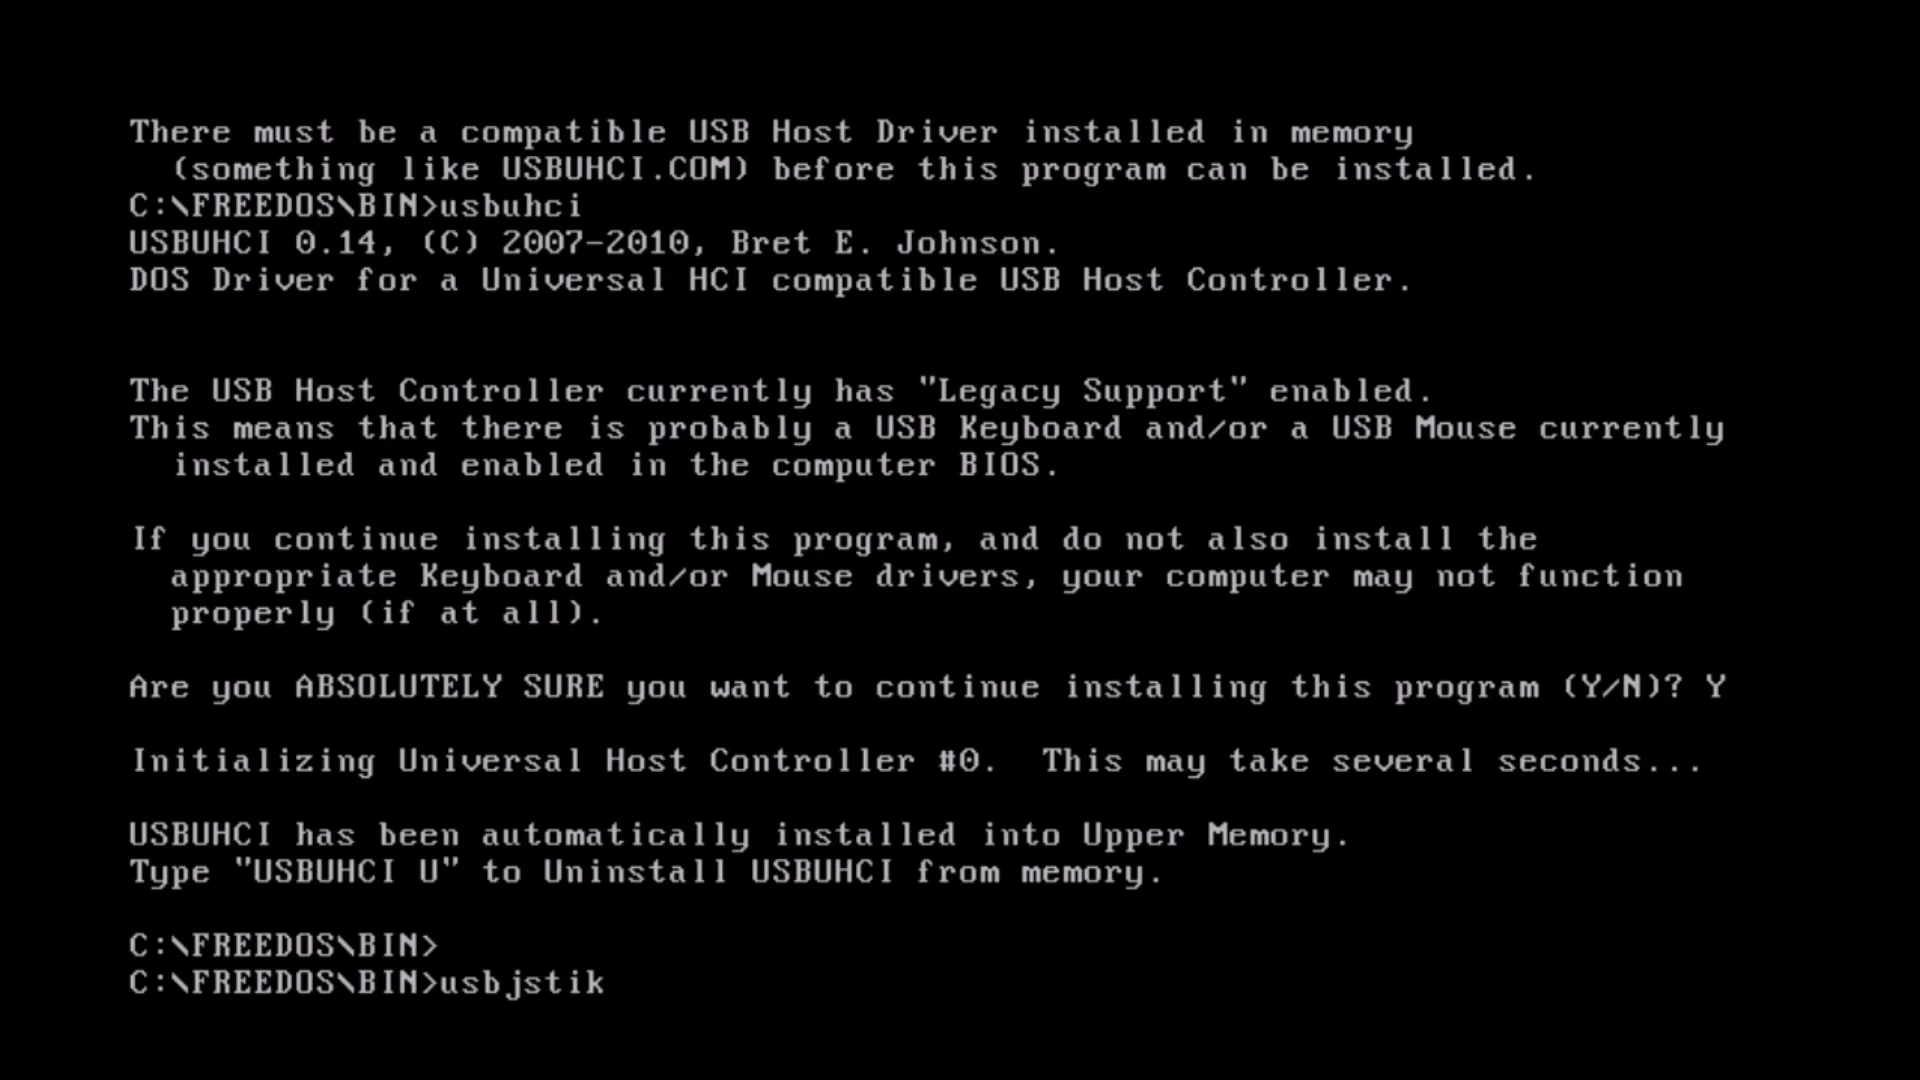 There must be a compatible USB Host Driver installed in memory
(something like USBUHCI.COM) before this program can be installed.
C:\FREEDOS\BIN>usbuhci
USBUHCI 0.14, (C) 2007-2010, Bret E. Johnson.
DOS Driver for a Universal HCI compatible USB Host Controller.
The USB Host Controller currently has "Legacy Support" enabled.
This means that there is probably a USB Keyboard and/or a USB Mouse currently
installed and enabled in the computer BIOS.
If you continue installing this program, and do not also install the
appropriate Keyboard and/or Mouse drivers, your computer may not function
properly (if at all).
Are you ABSOLUTELY SURE you want to continue installing this program (Y/N)? Y
Initializing Universal Host Controller #0.  This may take several seconds...
USBUHCI has been automatically installed into Upper Memory.
Type "USBUHCI U" to Uninstall USBUHCI from memory.
C:\FREEDOS\BIN>
C:\FREEDOS\BIN>usbjstik